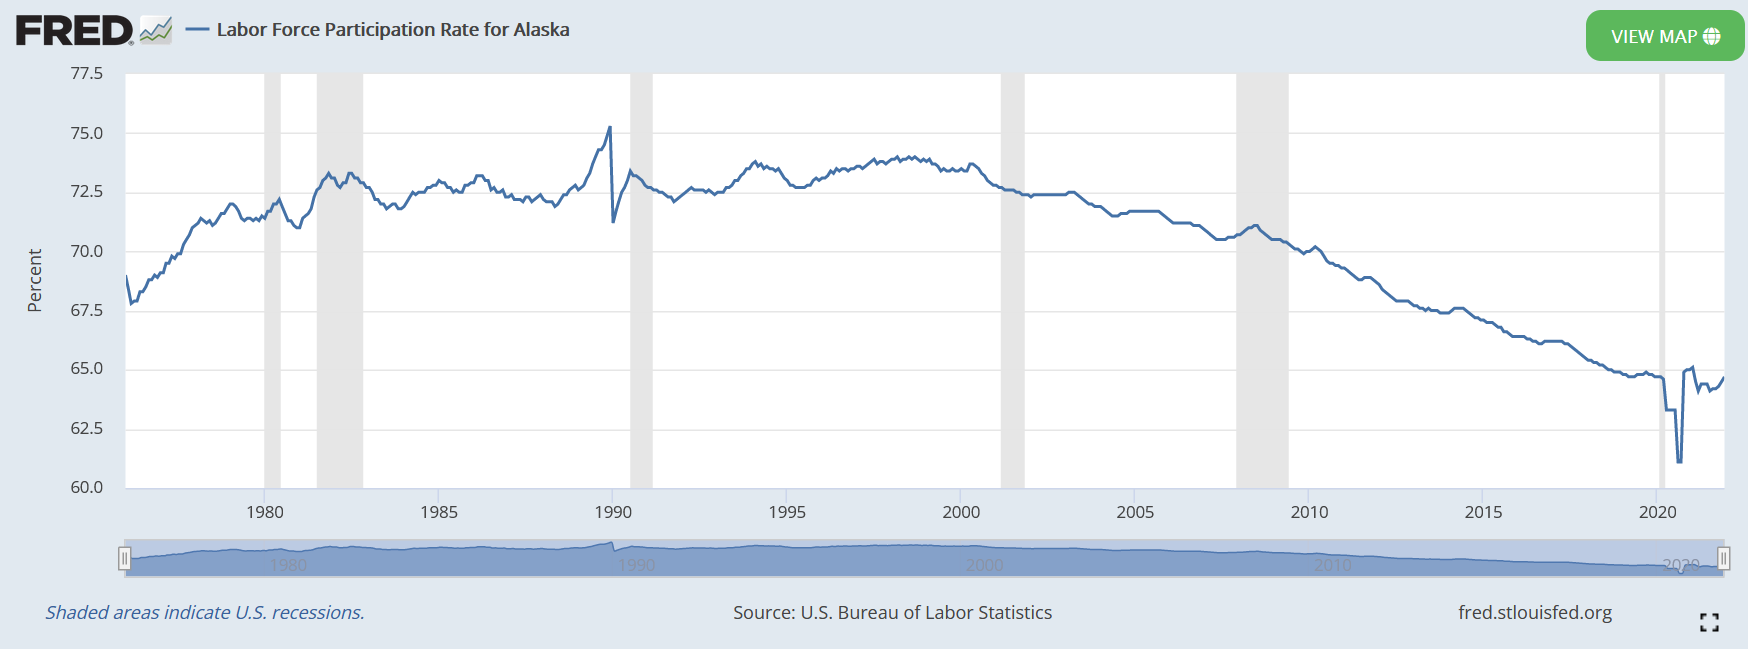 FRED
Labor Force Participation Rate for Alaska
VIEW MAP
77.5
75.0
72.5
70.0
67.5
65.0
62.5
60.0
Percent
1980 1985 1990 1995 2000 2005 2010 2015 2020
1980 1990 2000 2010 2020
Shaded areas indicate U.S. recessions.
Source: U.S. Bureau of Labor Statistics
fred.stlouisfed.org